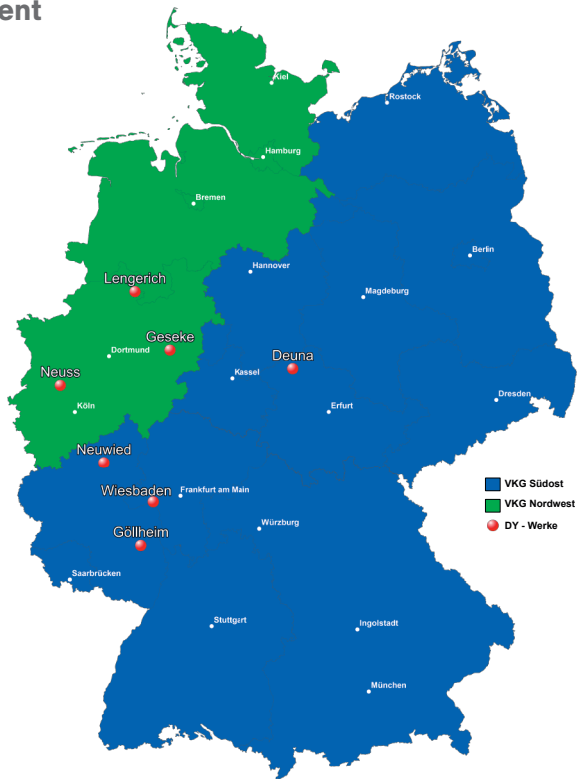 ent
Kiel
Rostock
Hamburg
Bremen
Berlin
Hannover
Lengerich
Magdeburg
Geseke
Dortmund
Deuna
Neuss
Kassel
Dresden
Köln
Erfurt
Neuwied
VKG Südost
Wiesbaden
Frankfurt am Main
VKG Nordwest
DY - Werke
Göllheim
Würzburg
Saarbrücken
Stuttgart
Ingolstadt
München